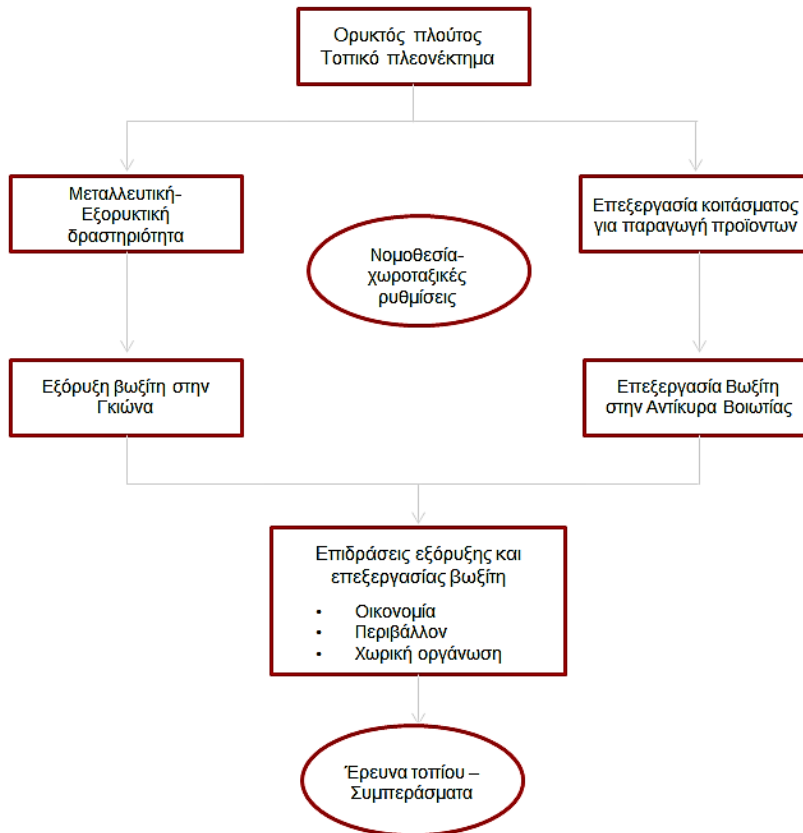 Ορυκτός πλούτος
Τοπικό πλεονέκτημα
Μεταλλευτική-
Εξορυκτική
δραστηριότητα
Επεξεργασία κοιτάσματος
για παραγωγή προϊοντων
Νομοθεσία-
χωροταξικές
ρυθμίσεις
Εξόρυξη βωξίτη στην
Γκιώνα
Επεξεργασία Βωξίτη
στην Αντίκυρα Βοιωτίας
Επιδράσεις εξόρυξης και
επεξεργασίας βωξίτη
• Οικονομία
• Περιβάλλον
• Χωρική οργάνωση
Έρευνα τοπίου –
Συμπεράσματα